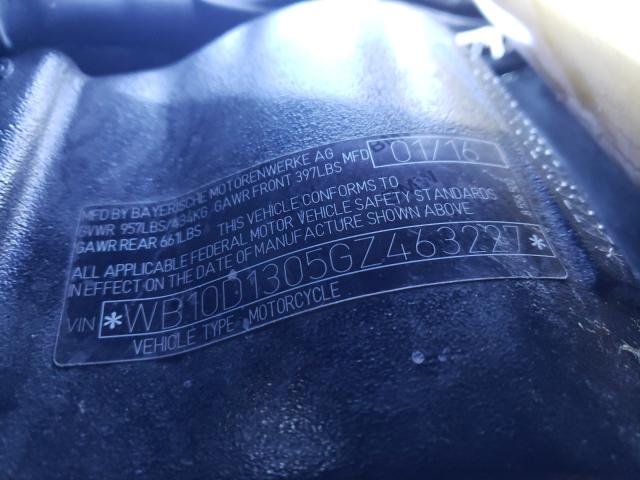 MFD BY BAYERISCHE MOTORENWERKE AG MFD 01/16
GVWR 957LBS/434KG GAWR FRONT 397LBS
GAWR REAR 661LBS THIS VEHICLE CONFORMS TO
ALL APPLICABLE FEDERAL MOTOR VEHICLE SAFETY STANDARDS
IN EFFECT ON THE DATE OF MANUFACTURE SHOWN ABOVE
VIN *WB10D1305GZ463227*
VEHICLE TYPE MOTORCYCLE